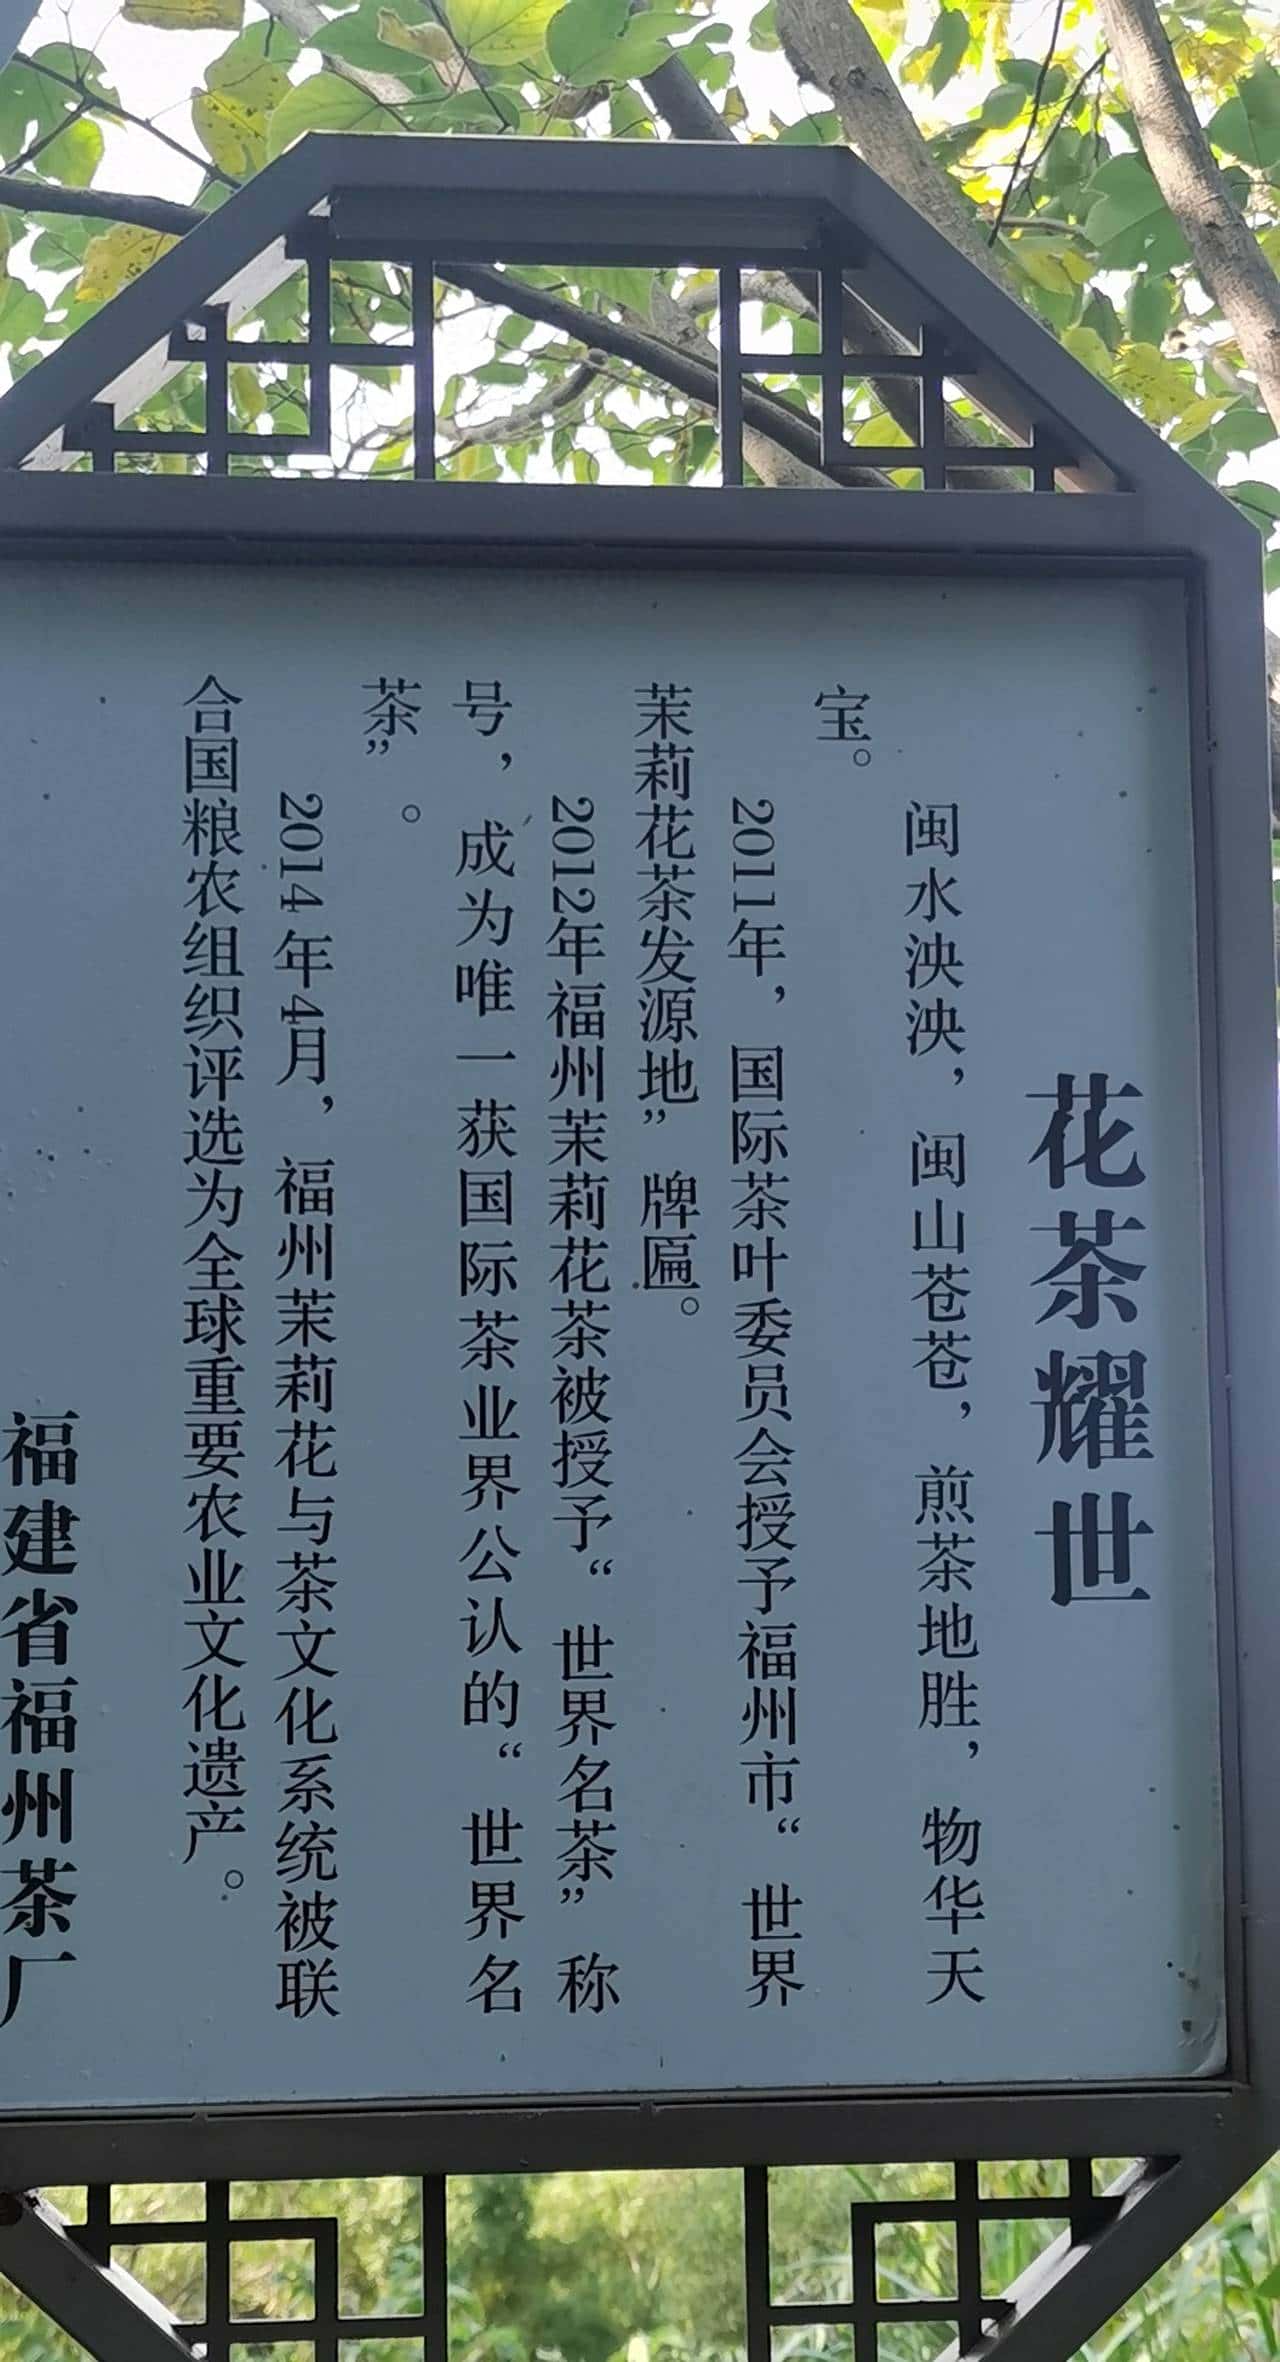 花茶耀世
闽水泱泱，闽山苍苍，煎茶地胜，物华天
宝。
2011年，国际茶叶委员会授予福州市“世界
茉莉花茶发源地”牌匾。
2012年福州茉莉花茶被授予“世界名茶”称
号，成为唯一获国际茶业界公认的“世界名
茶”。
2014年4月，福州茉莉花与茶文化系统被联
合国粮农组织评选为全球重要农业文化遗产。
福建省福州茶厂